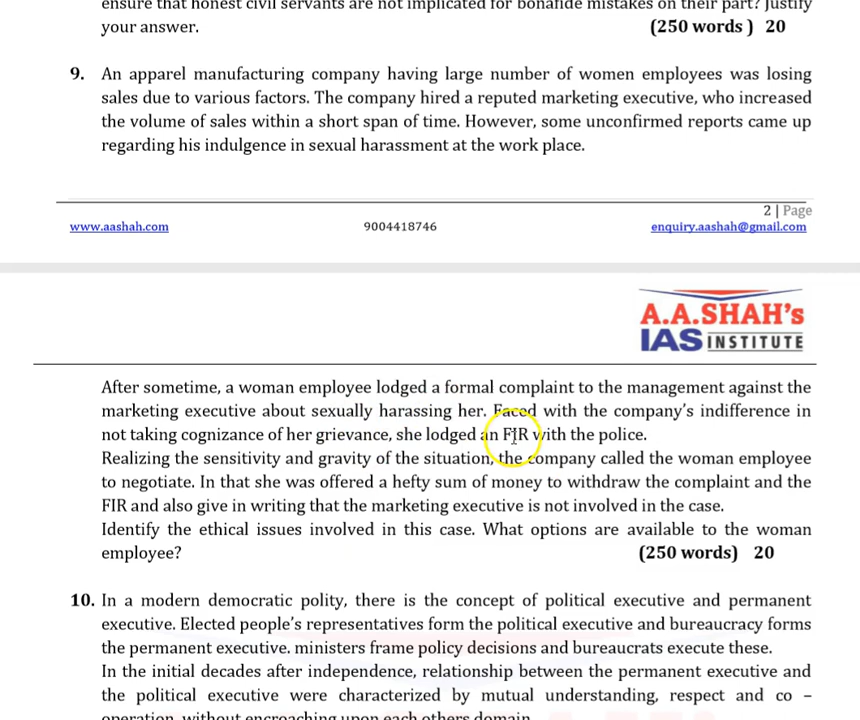 ensure that honest civil servants are not implicated for bonafide mistakes on their part? Justify
your answer. (250 words ) 20
9. An apparel manufacturing company having large number of women employees was losing
sales due to various factors. The company hired a reputed marketing executive, who increased
the volume of sales within a short span of time. However, some unconfirmed reports came up
regarding his indulgence in sexual harassment at the work place.
2 | Page
www.aashah.com 9004418746 enquiry.aashah@gmail.com
A.A.SHAH's
IAS INSTITUTE
After sometime, a woman employee lodged a formal complaint to the management against the
marketing executive about sexually harassing her. Faced with the company's indifference in
not taking cognizance of her grievance, she lodged an FIR with the police.
Realizing the sensitivity and gravity of the situation, the company called the woman employee
to negotiate. In that she was offered a hefty sum of money to withdraw the complaint and the
FIR and also give in writing that the marketing executive is not involved in the case.
Identify the ethical issues involved in this case. What options are available to the woman
employee? (250 words) 20
10. In a modern democratic polity, there is the concept of political executive and permanent
executive. Elected people's representatives form the political executive and bureaucracy forms
the permanent executive. ministers frame policy decisions and bureaucrats execute these.
In the initial decades after independence, relationship between the permanent executive and
the political executive were characterized by mutual understanding, respect and co –
operation, without encroaching upon each others domain.